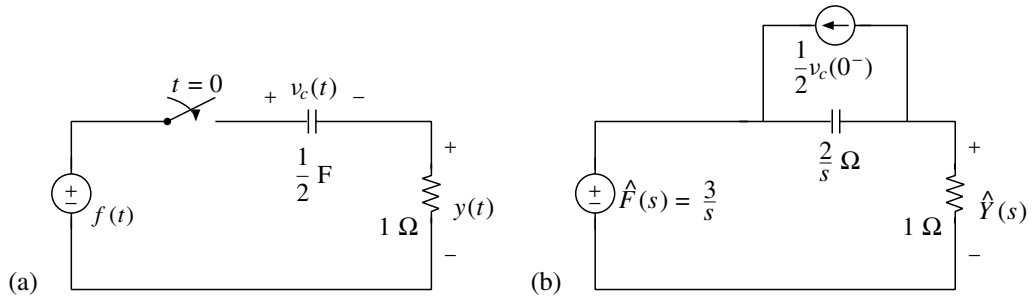 t = 0
+ v_c(t) −
1/2 F
+
−
f(t)
+
1 Ω
y(t)
−
(a)
1/2 v_c(0⁻)
2/s Ω
+
−
F̂(s) = 3/s
+
1 Ω
Ŷ(s)
−
(b)